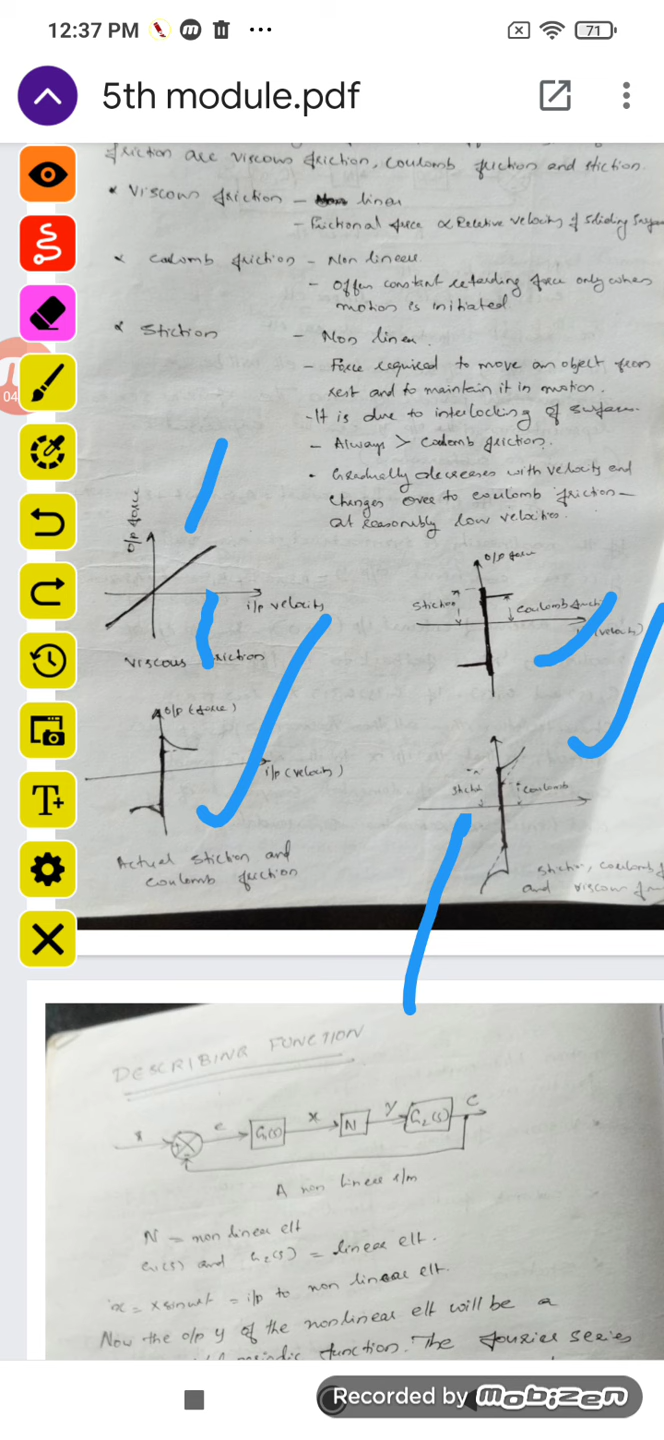 12:37 PM
71
5th module.pdf
friction are viscous friction, Coulomb friction and stiction.
* Viscous friction - linear
- Frictional force ∝ Relative velocity of sliding
* Coulomb friction - Non linear
- Offers constant retarding force only when
motion is initiated.
* Stiction - Non linear.
- Force required to move an object from
rest and to maintain it in motion.
- It is due to interlocking of surfaces.
- Always > Coulomb friction.
- Gradually decreases with velocity and
changes over to coulomb friction
at reasonably low velocities.
o/p force
i/p velocity
Viscous
o/p force
Stiction
Coulomb
(velocity)
o/p (force)
i/p (velocity)
Actual stiction and
Coulomb friction
Coulomb
Stiction, coulomb
and viscous
04
T+
DESCRIBING FUNCTION
e G1(s) x N y G2(s) C
A non linear s/m
N = non linear elt
G1(s) and G2(s) = linear elt.
x = X sinωt = i/p to non linear elt.
Now the o/p y of the nonlinear elt will be a
function. The fourier series
Recorded by mobizen